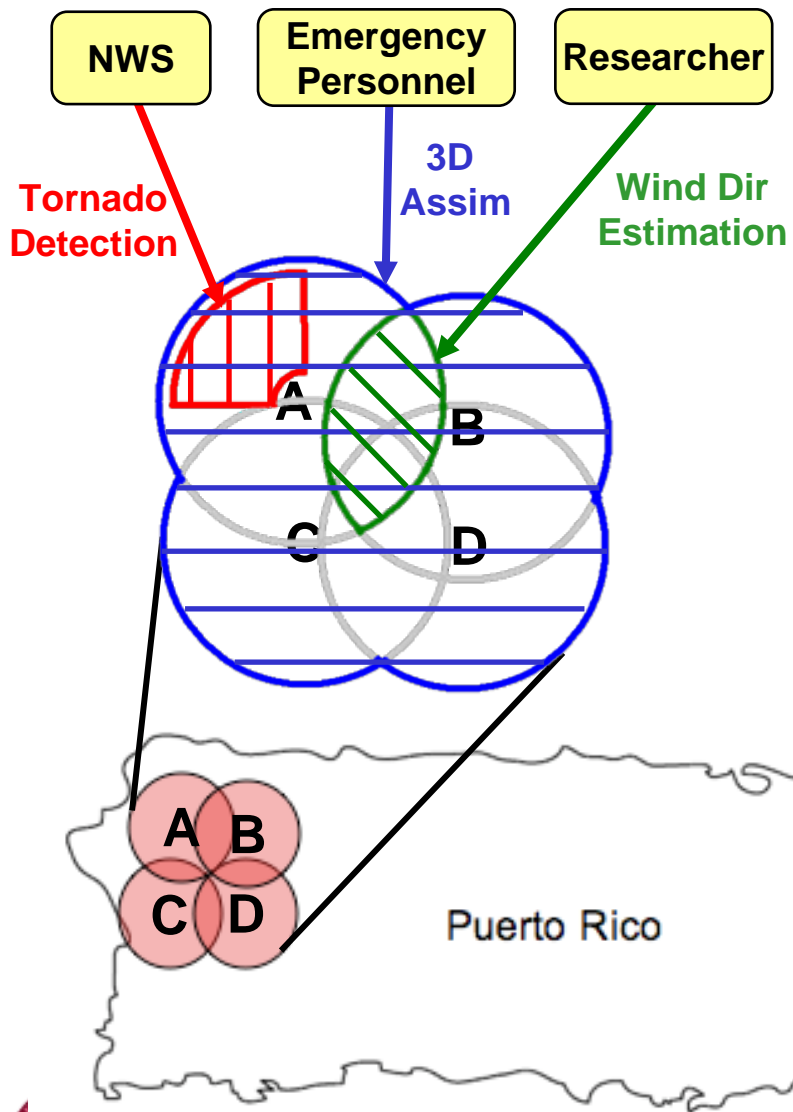 NWS
Emergency
Personnel
Researcher
Tornado
Detection
3D
Assim
Wind Dir
Estimation
A
B
C
D
A
B
C
D
Puerto Rico